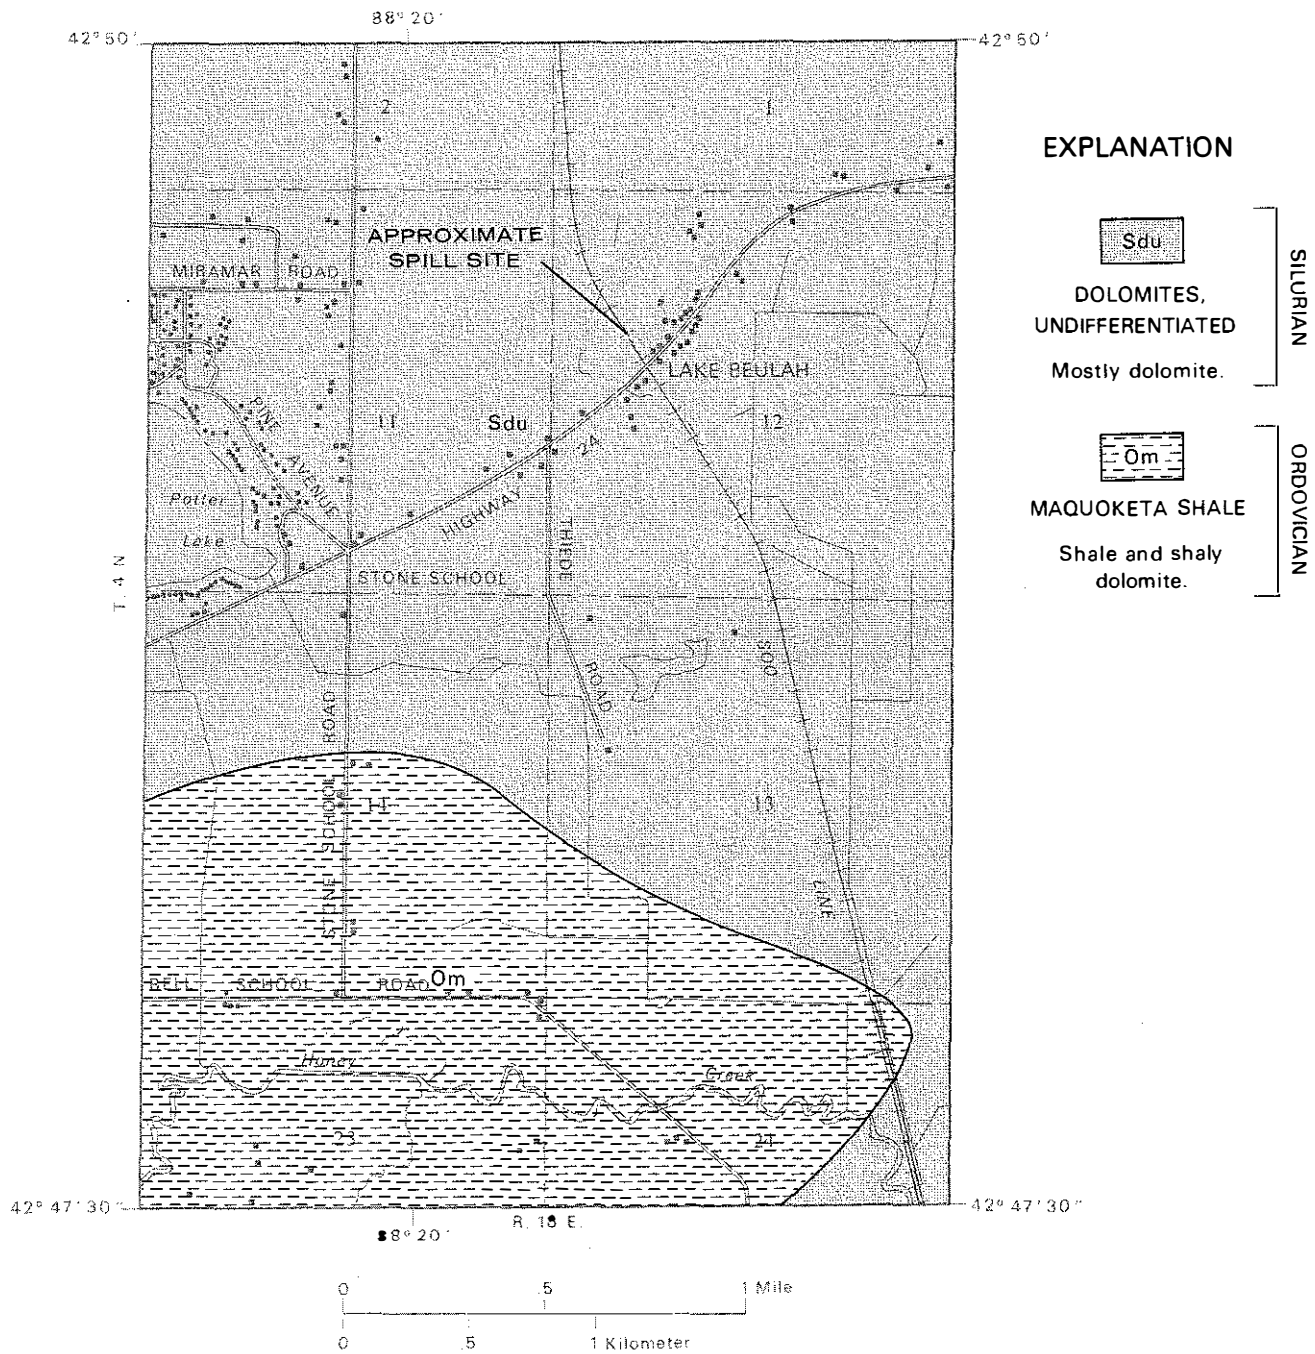 88° 20'
42° 50'
42° 50'
2
1
EXPLANATION
APPROXIMATE
SPILL SITE
MIRAMAR ROAD
LAKE BEULAH
PINE AVENUE
11
Sdu
24
12
HIGHWAY
Potter
Lake
THIEDE
ROAD
STONE SCHOOL
T. 4 N
SOO
LINE
STONE SCHOOL ROAD
14
13
BELL SCHOOL ROAD
Om
Honey Creek
23
24
42° 47'30"
42° 47'30"
88° 20'
R. 18 E.
0 .5 1 Mile
0 .5 1 Kilometer
Sdu
DOLOMITES,
UNDIFFERENTIATED
Mostly dolomite.
SILURIAN
Om
MAQUOKETA SHALE
Shale and shaly
dolomite.
ORDOVICIAN